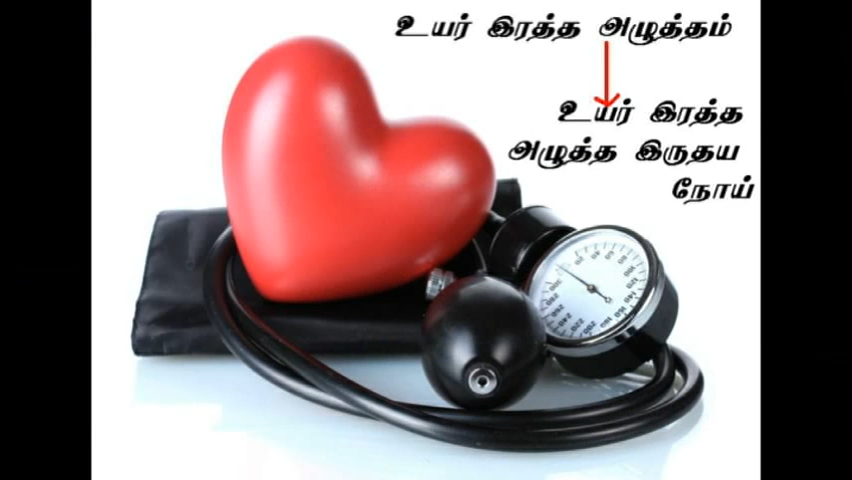 உயர் இரத்த அழுத்தம்
உயர் இரத்த
அழுத்த இருதய
நோய்